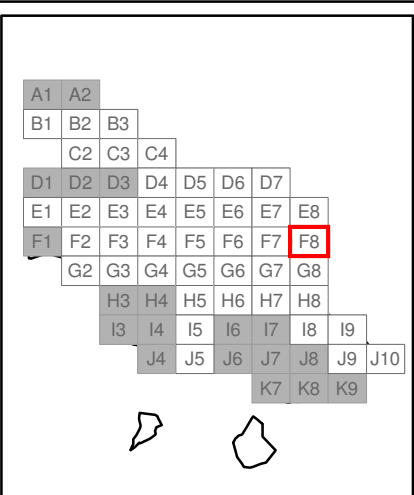 A1 A2
B1 B2 B3
C2 C3 C4
D1 D2 D3 D4 D5 D6 D7
E1 E2 E3 E4 E5 E6 E7 E8
F1 F2 F3 F4 F5 F6 F7 F8
G2 G3 G4 G5 G6 G7 G8
H3 H4 H5 H6 H7 H8
I3 I4 I5 I6 I7 I8 I9
J4 J5 J6 J7 J8 J9 J10
K7 K8 K9